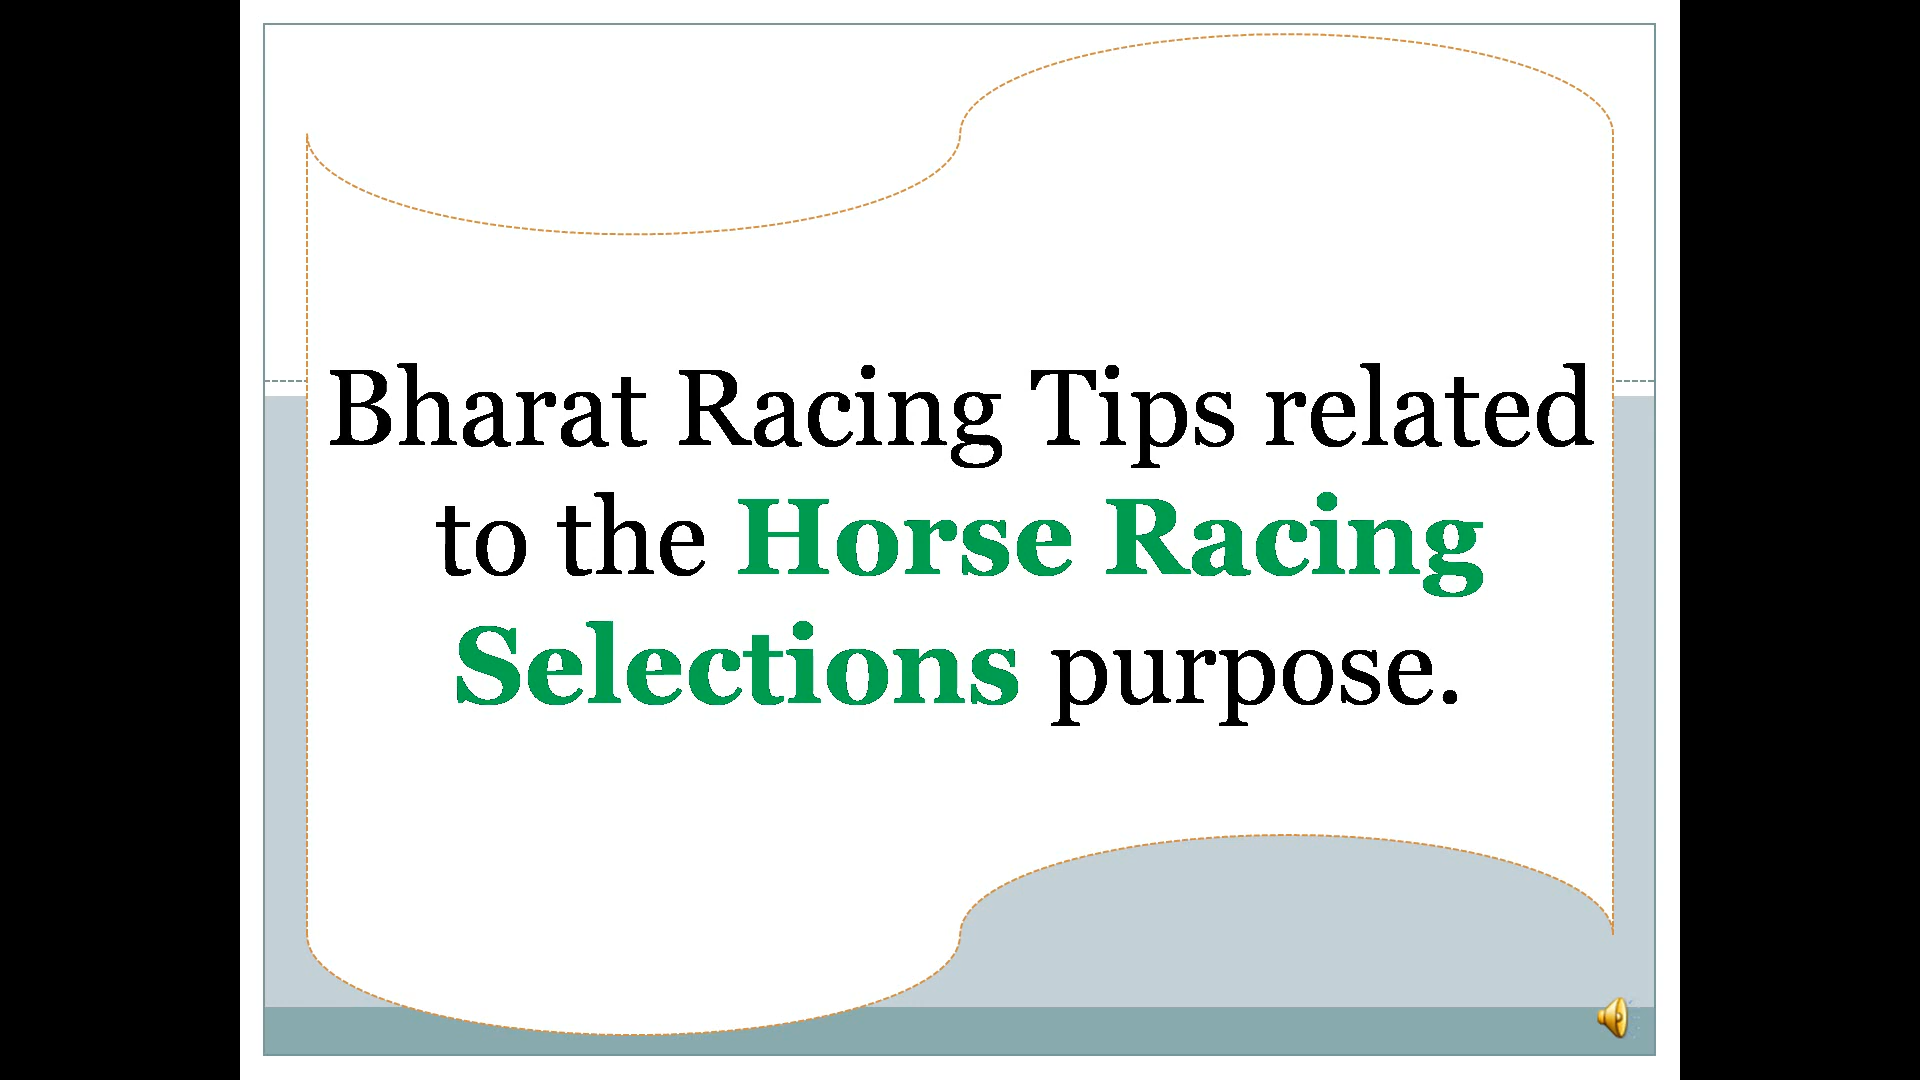 Bharat Racing Tips related
to the Horse Racing
Selections purpose.